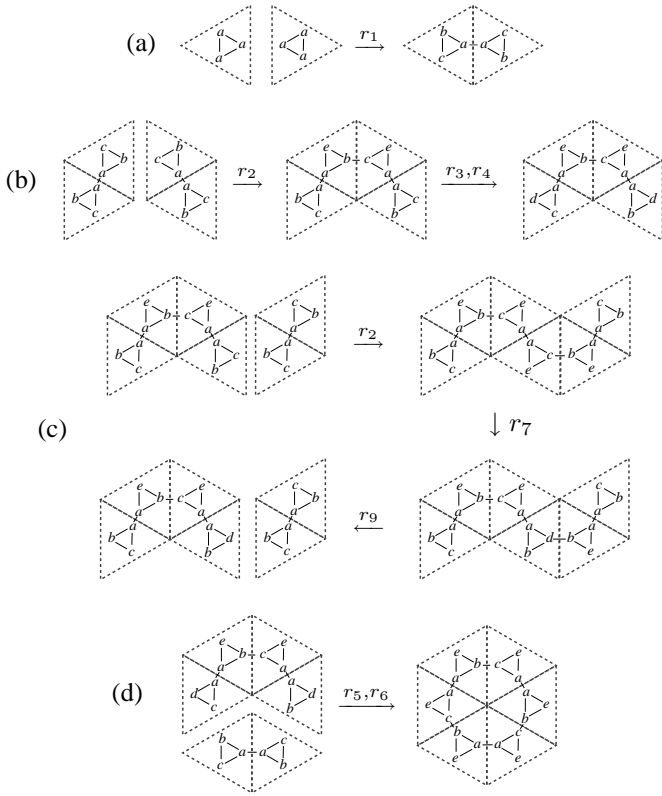 a a b c
(a) a a r₁ a a
a a c b
c b e e e e
b c b c b c
a a a a a a
(b) r₂ r₃,r₄
a a a a a a
b c b c d d
c b c b c b
e e c e e c
b c b b c b
a a a a a a
r₂
a a a a a a
b c b b c b
c b c c e e
(c) ↓ r₇
e e c e e c
b c b b c b
a a a a a a
r₉
a a a a a a
b d b b d b
c b c c b e
e e e e
b c b c
a a a a
a a a a
(d) d d r₅,r₆ e e
c b c b
b c b c
a a a a
c b e e